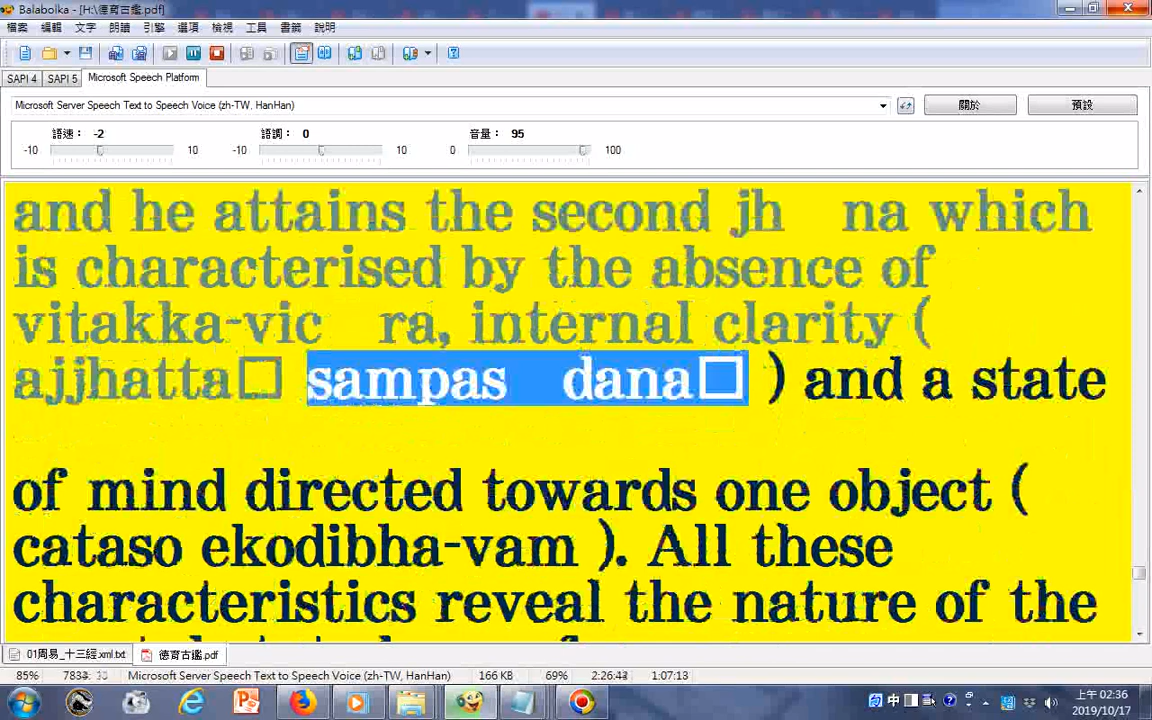 Balabolka - [H:\德育古鑑.pdf]
檔案 編輯 文字 朗讀 引擎 選項 檢視 工具 書籤 說明
SAPI 4 SAPI 5 Microsoft Speech Platform
Microsoft Server Speech Text to Speech Voice (zh-TW, HanHan) 關於 預設
語速： -2 語調： 0 音量： 95
-10 10 -10 10 0 100
and he attains the second jh na which
is characterised by the absence of
vitakka-vic ra, internal clarity (
ajjhatta□ sampas dana□ ) and a state
of mind directed towards one object (
cataso ekodibha-vam ). All these
characteristics reveal the nature of the
01周易_十三經.xml.txt 德育古鑑.pdf
85% Microsoft Server Speech Text to Speech Voice (zh-TW, HanHan) 166 KB 69% 1:07:13
中
上午 02:36
2019/10/17